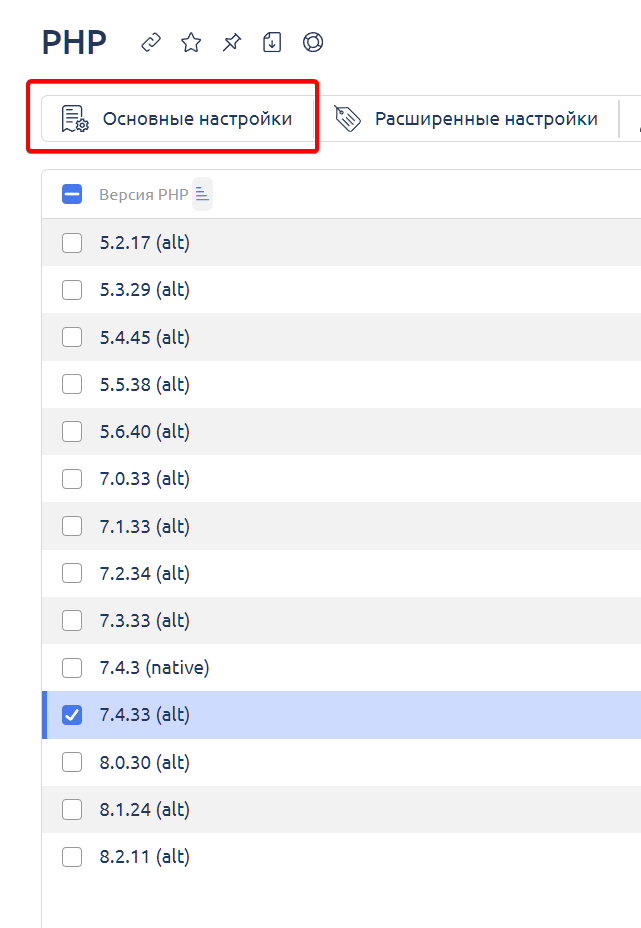 PHP
Основные настройки Расширенные настройки
Версия PHP
5.2.17 (alt)
5.3.29 (alt)
5.4.45 (alt)
5.5.38 (alt)
5.6.40 (alt)
7.0.33 (alt)
7.1.33 (alt)
7.2.34 (alt)
7.3.33 (alt)
7.4.3 (native)
7.4.33 (alt)
8.0.30 (alt)
8.1.24 (alt)
8.2.11 (alt)